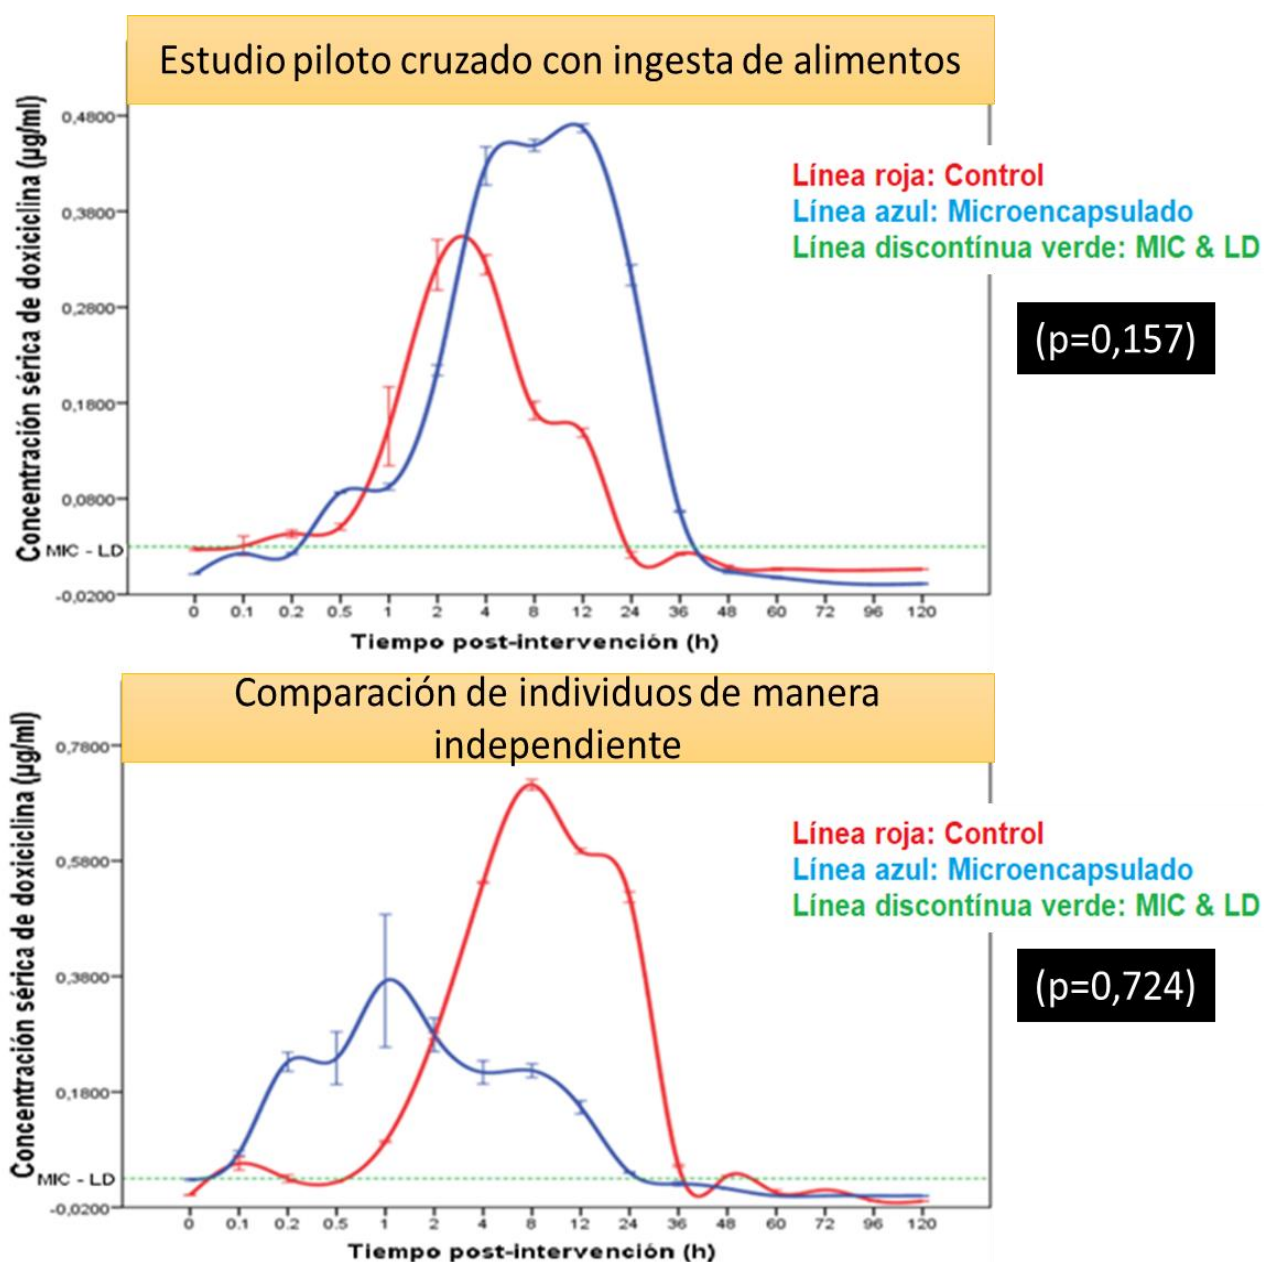 Estudio piloto cruzado con ingesta de alimentos
Concentración sérica de doxiciclina (µg/ml)
0,4800
0,3800
0,2800
0,1800
0,0800
MIC - LD
-0,0200
Línea roja: Control
Línea azul: Microencapsulado
Línea discontínua verde: MIC & LD
(p=0,157)
0 0.1 0.2 0.5 1 2 4 8 12 24 36 48 60 72 96 120
Tiempo post-intervención (h)
Comparación de individuos de manera
independiente
Concentración sérica de doxiciclina (µg/ml)
0,7800
0,5800
0,3800
0,1800
MIC - LD
-0,0200
Línea roja: Control
Línea azul: Microencapsulado
Línea discontínua verde: MIC & LD
(p=0,724)
0 0.1 0.2 0.5 1 2 4 8 12 24 36 48 60 72 96 120
Tiempo post-intervención (h)